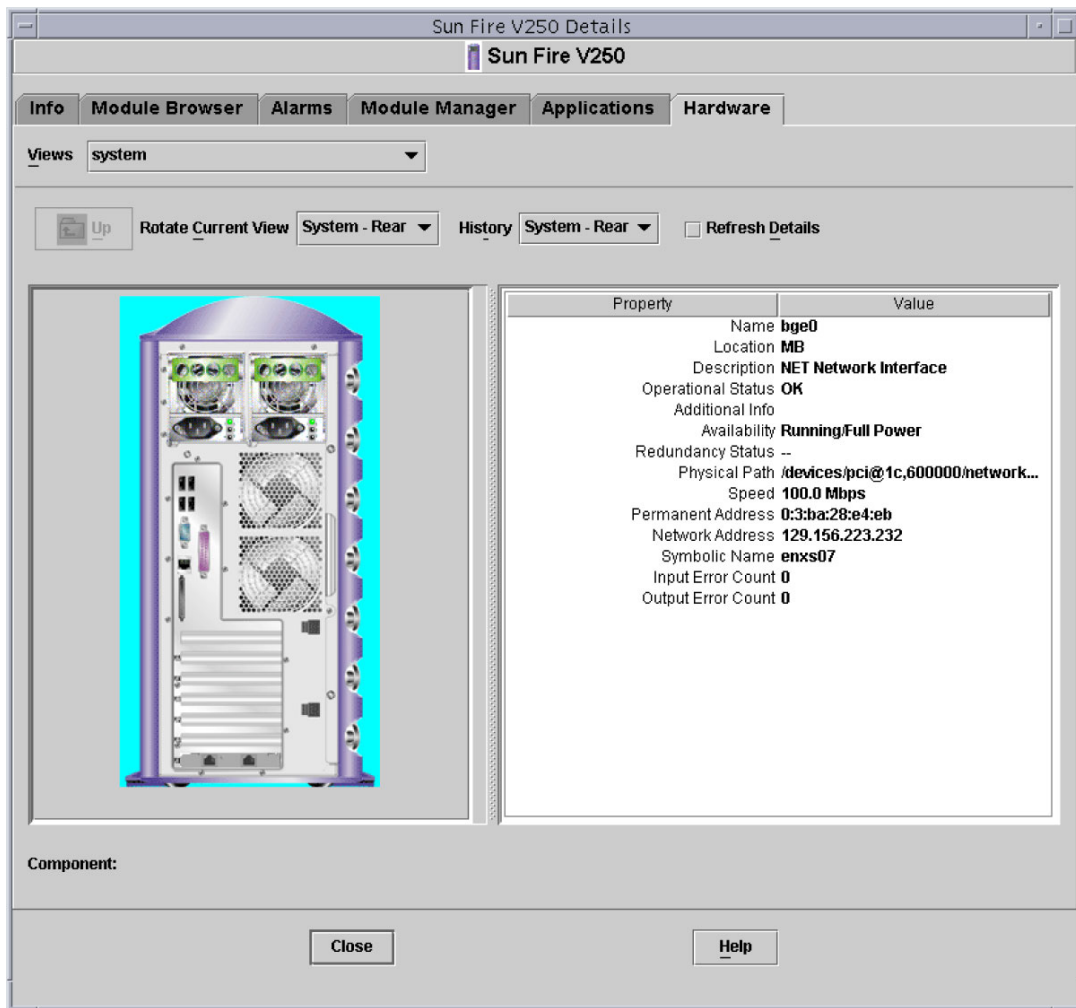 Sun Fire V250 Details
Sun Fire V250
Info Module Browser Alarms Module Manager Applications Hardware
Views system
Up Rotate Current View System - Rear History System - Rear Refresh Details
Property Value
Name bge0
Location MB
Description NET Network Interface
Operational Status OK
Additional Info
Availability Running/Full Power
Redundancy Status --
Physical Path /devices/pci@1c,600000/network...
Speed 100.0 Mbps
Permanent Address 0:3:ba:28:e4:eb
Network Address 129.156.223.232
Symbolic Name enxs07
Input Error Count 0
Output Error Count 0
Component:
Close Help